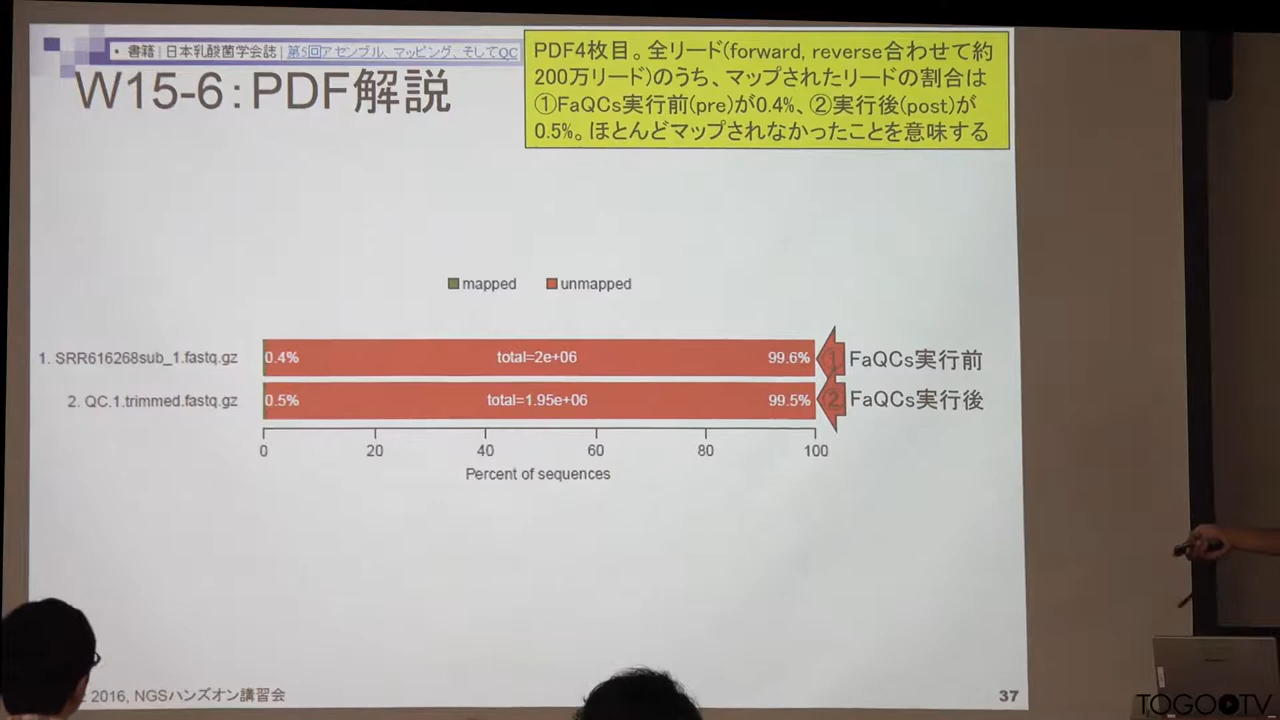 • 書籍 | 日本乳酸菌学会誌 | 第5回アセンブル、マッピング、そしてQC
W15-6：PDF解説
PDF4枚目。全リード(forward, reverse合わせて約
200万リード)のうち、マップされたリードの割合は
①FaQCs実行前(pre)が0.4%、②実行後(post)が
0.5%。ほとんどマップされなかったことを意味する
mapped unmapped
1. SRR616268sub_1.fastq.gz 0.4% total=2e+06 99.6% ① FaQCs実行前
2. QC.1.trimmed.fastq.gz 0.5% total=1.95e+06 99.5% ② FaQCs実行後
0 20 40 60 80 100
Percent of sequences
2016, NGSハンズオン講習会
37
TOGOTV